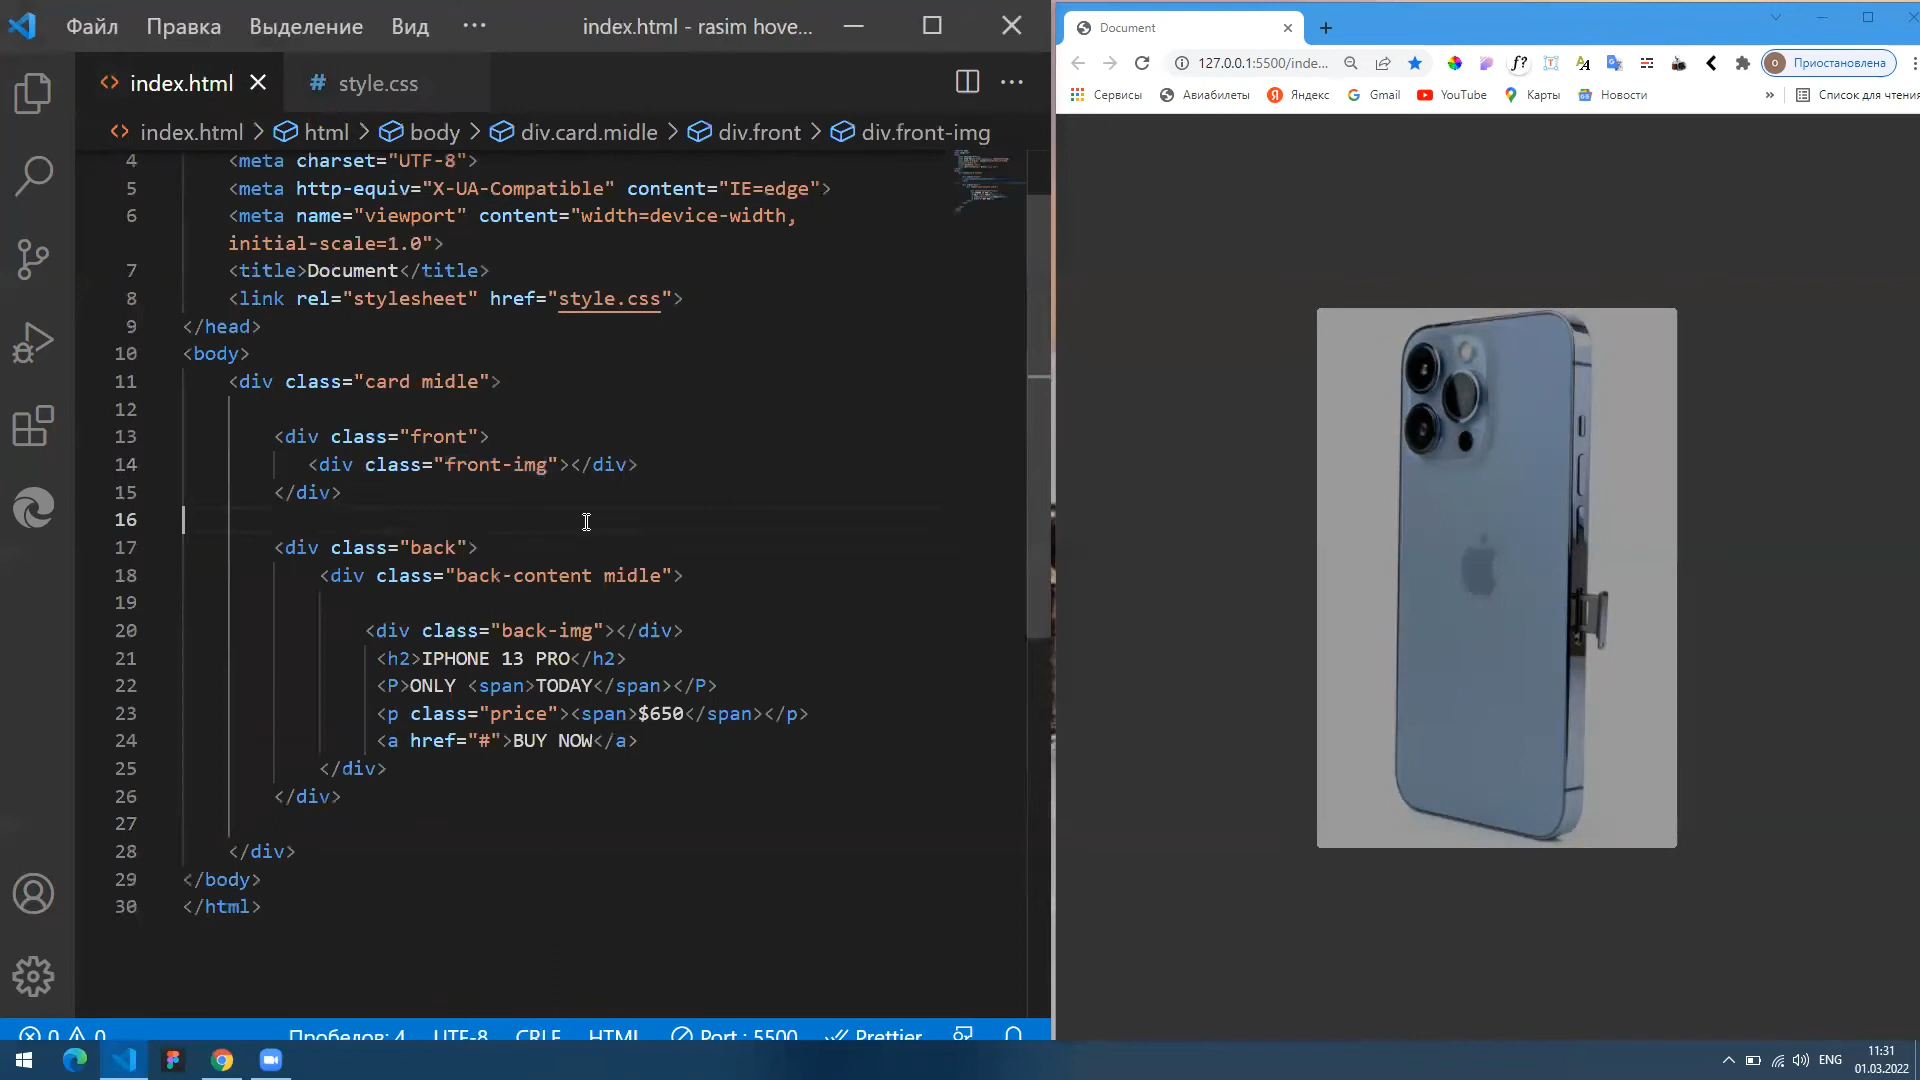 Файл Правка Выделение Вид ··· index.html - rasim hove...
index.html
# style.css
index.html > html > body > div.card.midle > div.front > div.front-img
4 <meta charset="UTF-8">
5 <meta http-equiv="X-UA-Compatible" content="IE=edge">
6 <meta name="viewport" content="width=device-width,
initial-scale=1.0">
7 <title>Document</title>
8 <link rel="stylesheet" href="style.css">
9 </head>
10 <body>
11 <div class="card midle">
12
13 <div class="front">
14 <div class="front-img"></div>
15 </div>
16
17 <div class="back">
18 <div class="back-content midle">
19
20 <div class="back-img"></div>
21 <h2>IPHONE 13 PRO</h2>
22 <P>ONLY <span>TODAY</span></P>
23 <p class="price"><span>$650</span></p>
24 <a href="#">BUY NOW</a>
25 </div>
26 </div>
27
28 </div>
29 </body>
30 </html>
0 0 Пробелов: 4 UTF-8 CRLF HTML Port : 5500 Prettier
Document
127.0.0.1:5500/inde...
f?
O Приостановлена
Сервисы Авиабилеты Яндекс Gmail YouTube Карты Новости » Список для чтения
ENG
11:31
01.03.2022